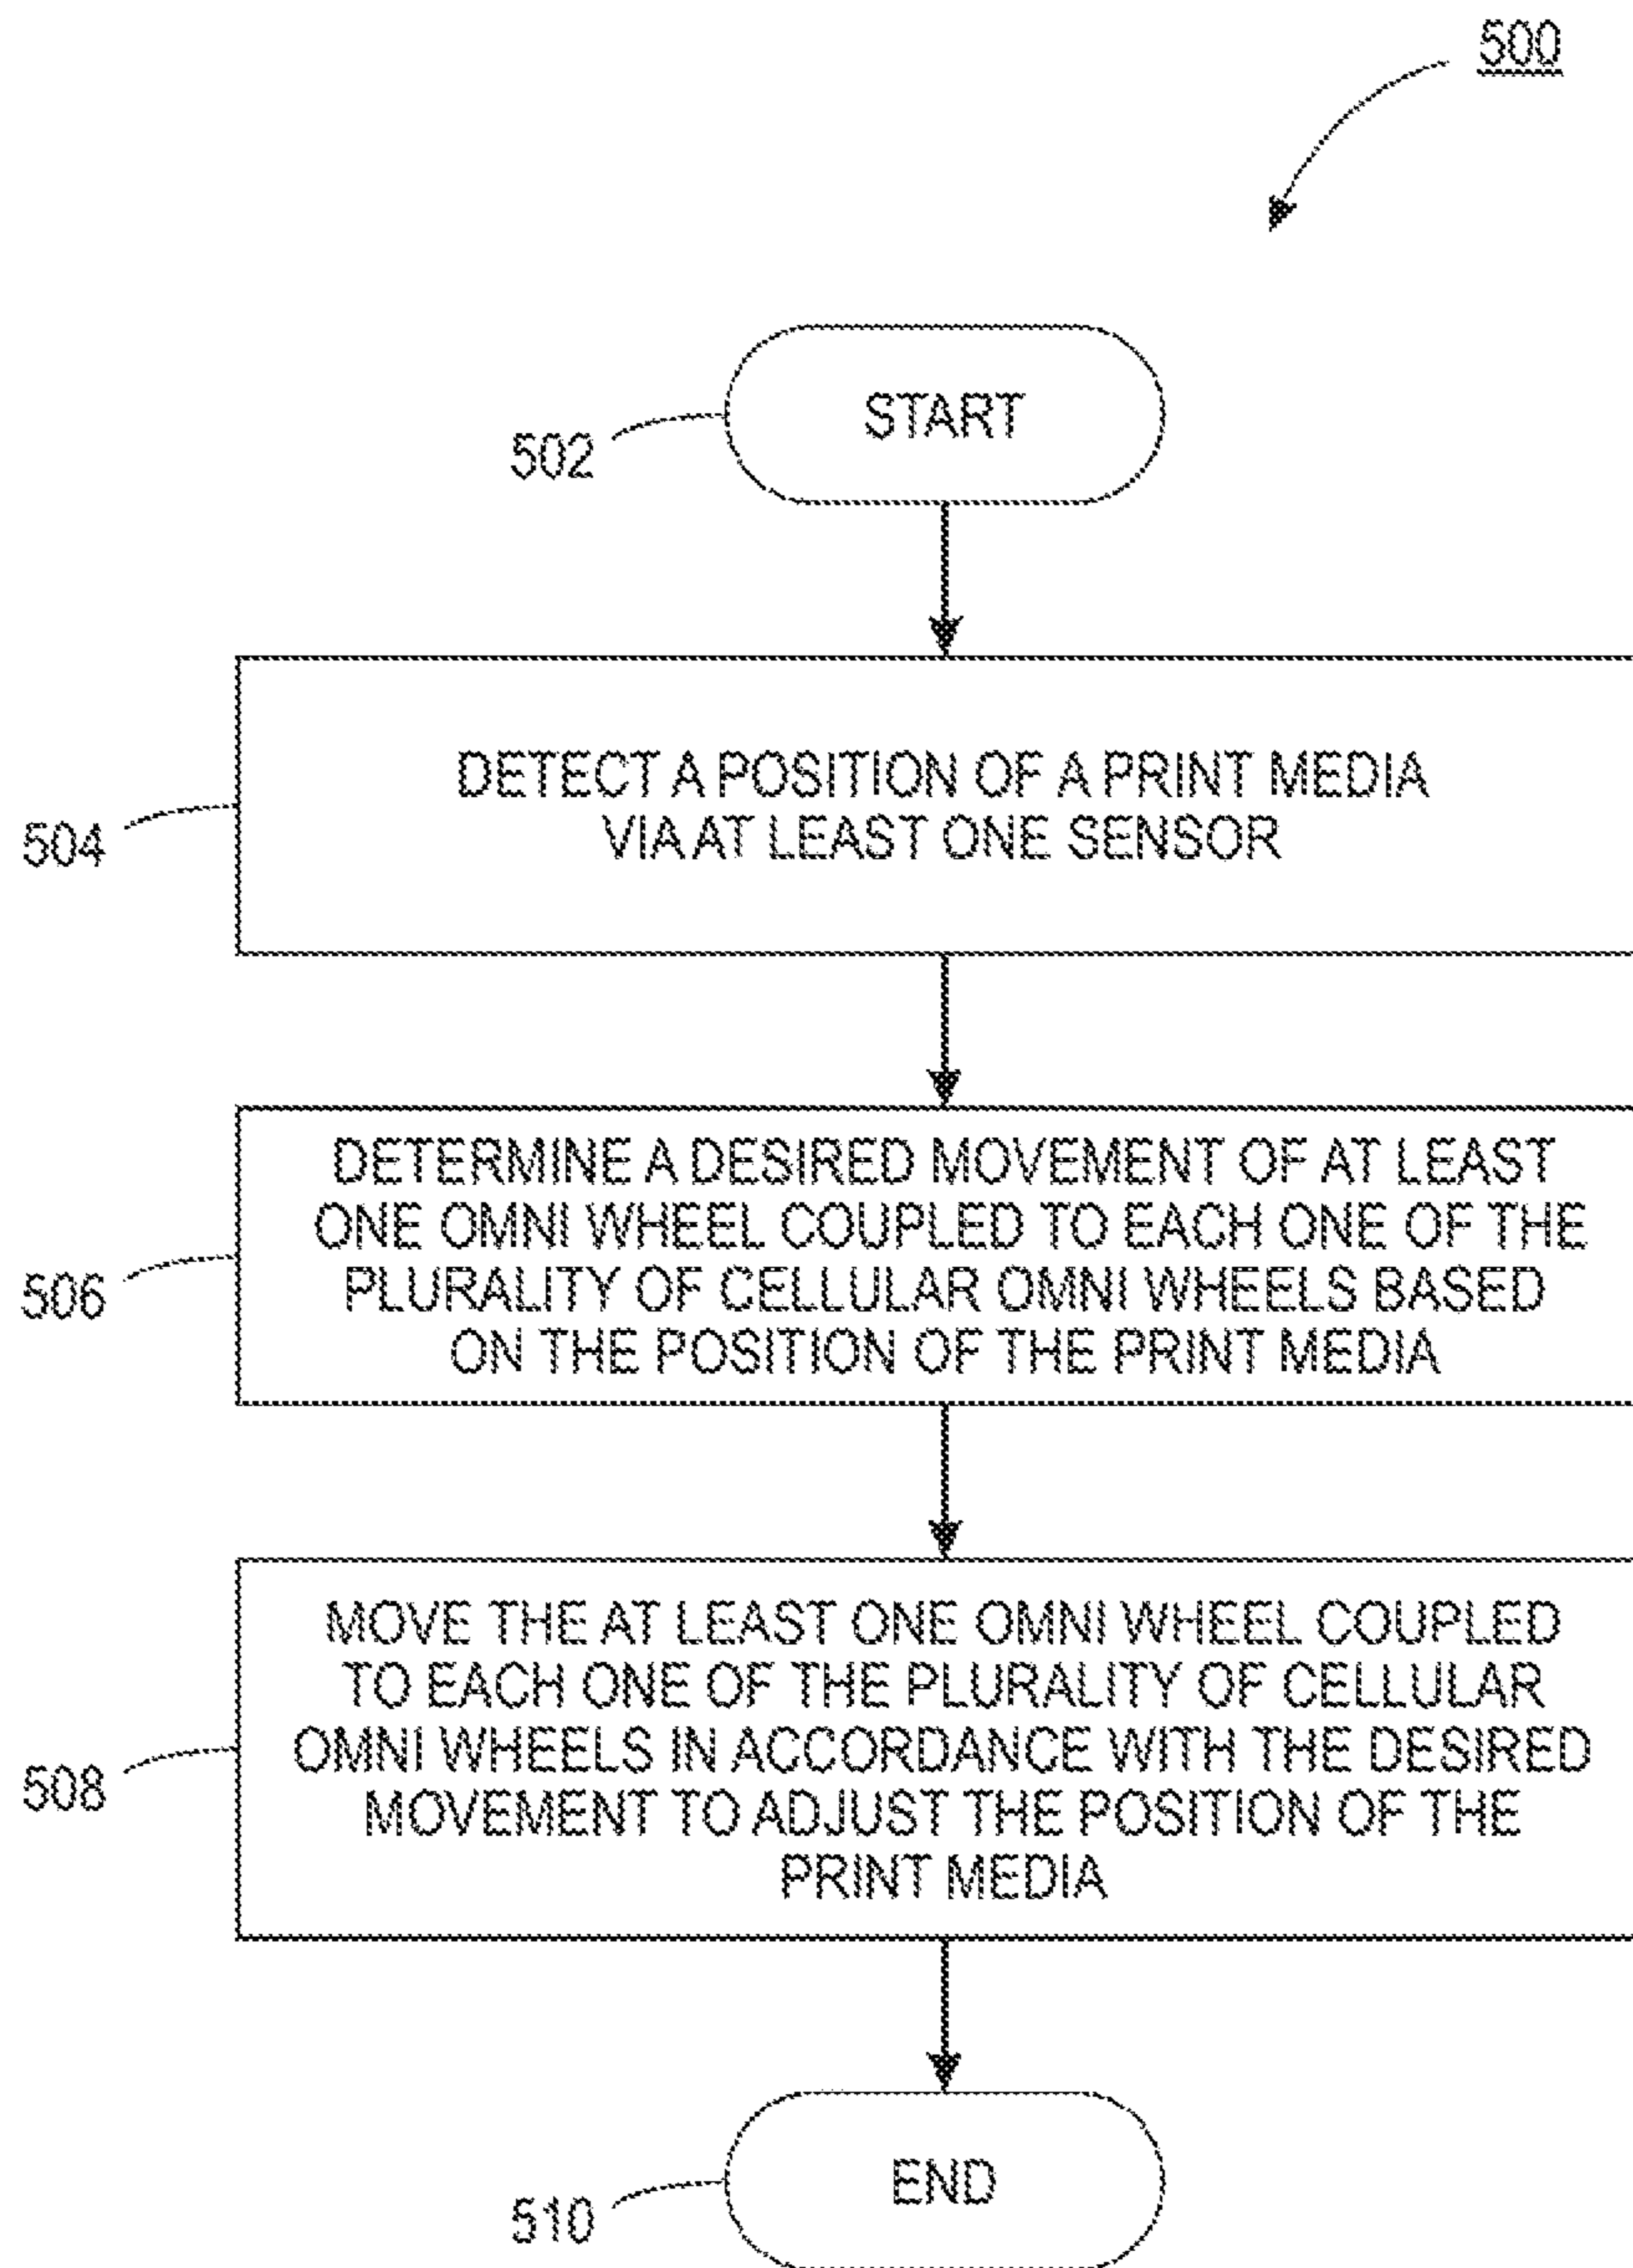 500
START
502
DETECT A POSITION OF A PRINT MEDIA
VIA AT LEAST ONE SENSOR
504
DETERMINE A DESIRED MOVEMENT OF AT LEAST
ONE OMNI WHEEL COUPLED TO EACH ONE OF THE
PLURALITY OF CELLULAR OMNI WHEELS BASED
ON THE POSITION OF THE PRINT MEDIA
506
MOVE THE AT LEAST ONE OMNI WHEEL COUPLED
TO EACH ONE OF THE PLURALITY OF CELLULAR
OMNI WHEELS IN ACCORDANCE WITH THE DESIRED
MOVEMENT TO ADJUST THE POSITION OF THE
PRINT MEDIA
508
END
510